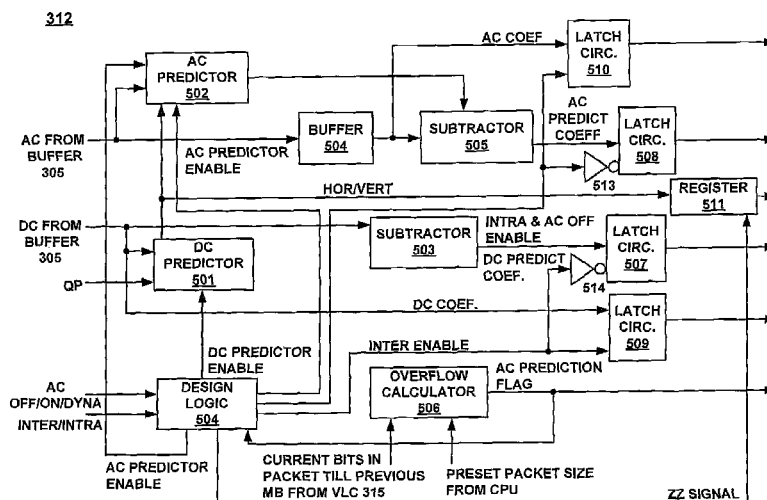 312
AC
PREDICTOR
502
AC COEF
LATCH
CIRC.
510
AC
PREDICT
COEFF
LATCH
CIRC.
508
AC FROM
BUFFER
305
AC PREDICTOR
ENABLE
BUFFER
504
SUBTRACTOR
505
513
HOR/VERT
REGISTER
511
DC FROM
BUFFER
305
SUBTRACTOR
503
INTRA & AC OFF
ENABLE
LATCH
CIRC.
507
DC PREDICT
COEF.
514
DC
PREDICTOR
501
QP
DC COEF.
LATCH
CIRC.
509
DC PREDICTOR
ENABLE
INTER ENABLE
AC
OFF/ON/DYNA
INTER/INTRA
DESIGN
LOGIC
504
OVERFLOW
CALCULATOR
506
AC PREDICTION
FLAG
AC PREDICTOR
ENABLE
CURRENT BITS IN
PACKET TILL PREVIOUS
MB FROM VLC 315
PRESET PACKET SIZE
FROM CPU
ZZ SIGNAL